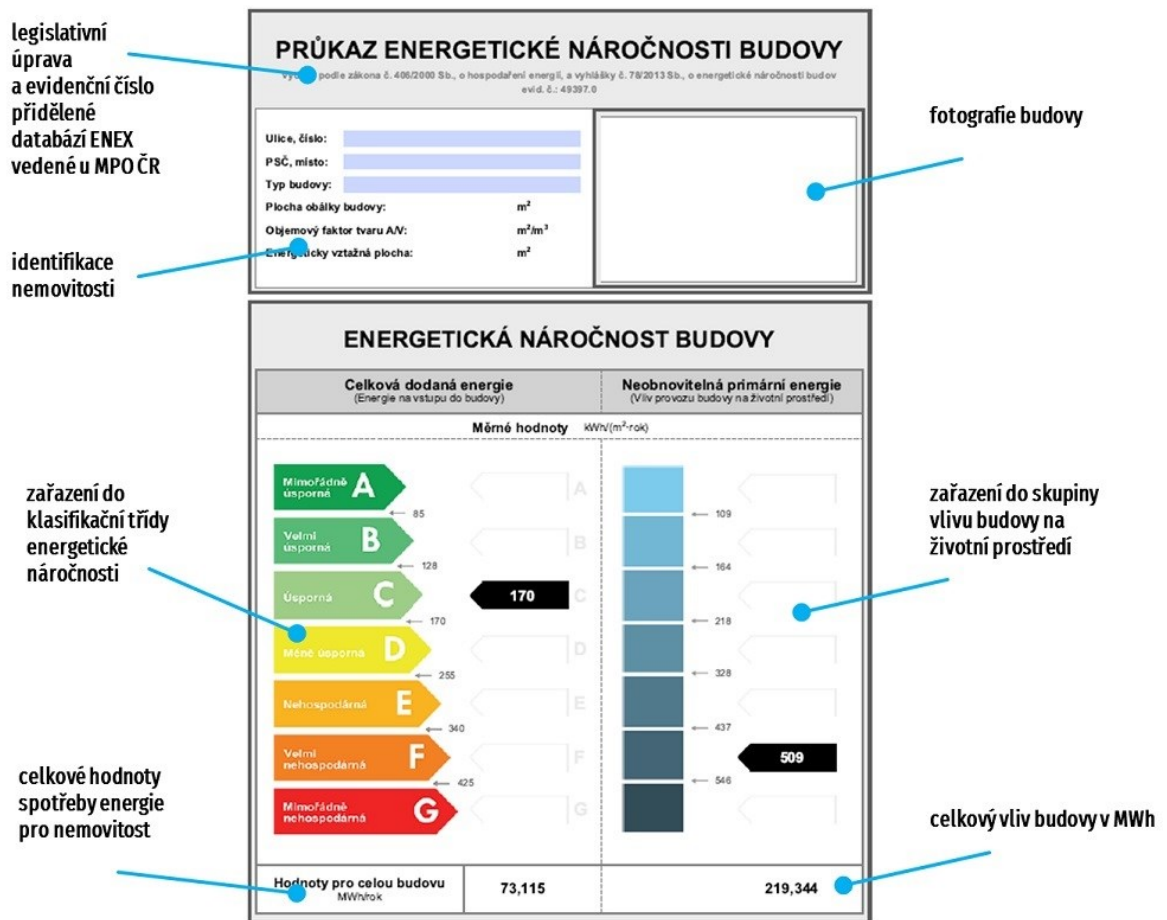 legislativní
úprava
a evidenční číslo
přidělené
databází ENEX
vedené u MPO ČR
identifikace
nemovitosti
PRŮKAZ ENERGETICKÉ NÁROČNOSTI BUDOVY
podle zákona č. 406/2000 Sb., o hospodaření energií, a vyhlášky č. 78/2013 Sb., o energetické náročnosti budov
evid. č.: 49397.0
Ulice, číslo:
PSČ, místo:
Typ budovy:
Plocha obálky budovy: m²
Objemový faktor tvaru A/V: m²/m³
Energeticky vztažná plocha: m²
fotografie budovy
ENERGETICKÁ NÁROČNOST BUDOVY
Celková dodaná energie
(Energie na vstupu do budovy)
Neobnovitelná primární energie
(Vliv provozu budovy na životní prostředí)
Měrné hodnoty kWh/(m²·rok)
zařazení do
klasifikační třídy
energetické
náročnosti
Mimořádně
úsporná A
85
Velmi
úsporná B
128
Úsporná C
170
Méně úsporná D
255
Nehospodárná E
340
Velmi
nehospodárná F
425
Mimořádně
nehospodárná G
A
B
170 C
D
E
F
G
109
164
218
328
437
509
546
zařazení do skupiny
vlivu budovy na
životní prostředí
celkové hodnoty
spotřeby energie
pro nemovitost
Hodnoty pro celou budovu
MWh/rok
73,115
219,344
celkový vliv budovy v MWh